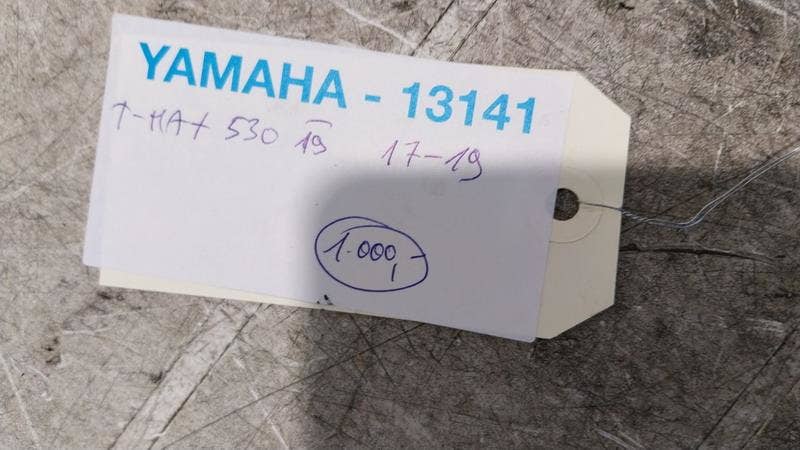 YAMAHA - 13141
T-MAX 530 19 17-19
1.000,-